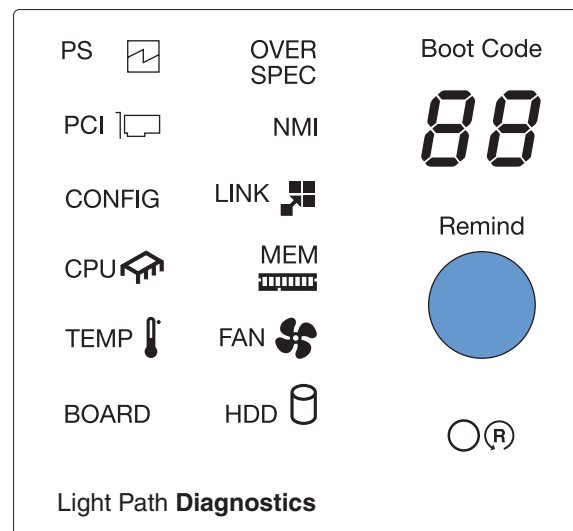 PS
OVER
SPEC
Boot Code
88
PCI
NMI
CONFIG
LINK
Remind
CPU
MEM
TEMP
FAN
BOARD
HDD
R
Light Path Diagnostics